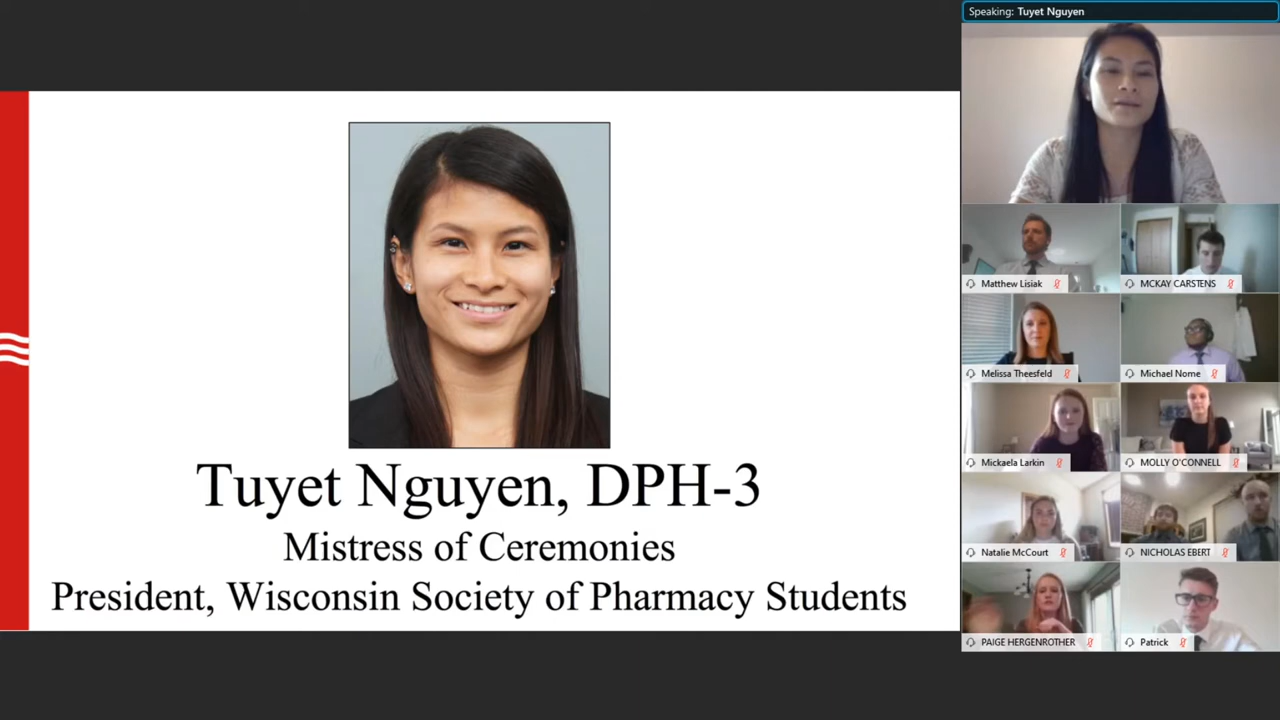 Speaking: Tuyet Nguyen
Tuyet Nguyen, DPH-3
Mistress of Ceremonies
President, Wisconsin Society of Pharmacy Students
Matthew Lisiak
MCKAY CARSTENS
Melissa Theesfeld
Michael Nome
Mickaela Larkin
MOLLY O'CONNELL
Natalie McCourt
NICHOLAS EBERT
PAIGE HERGENROTHER
Patrick